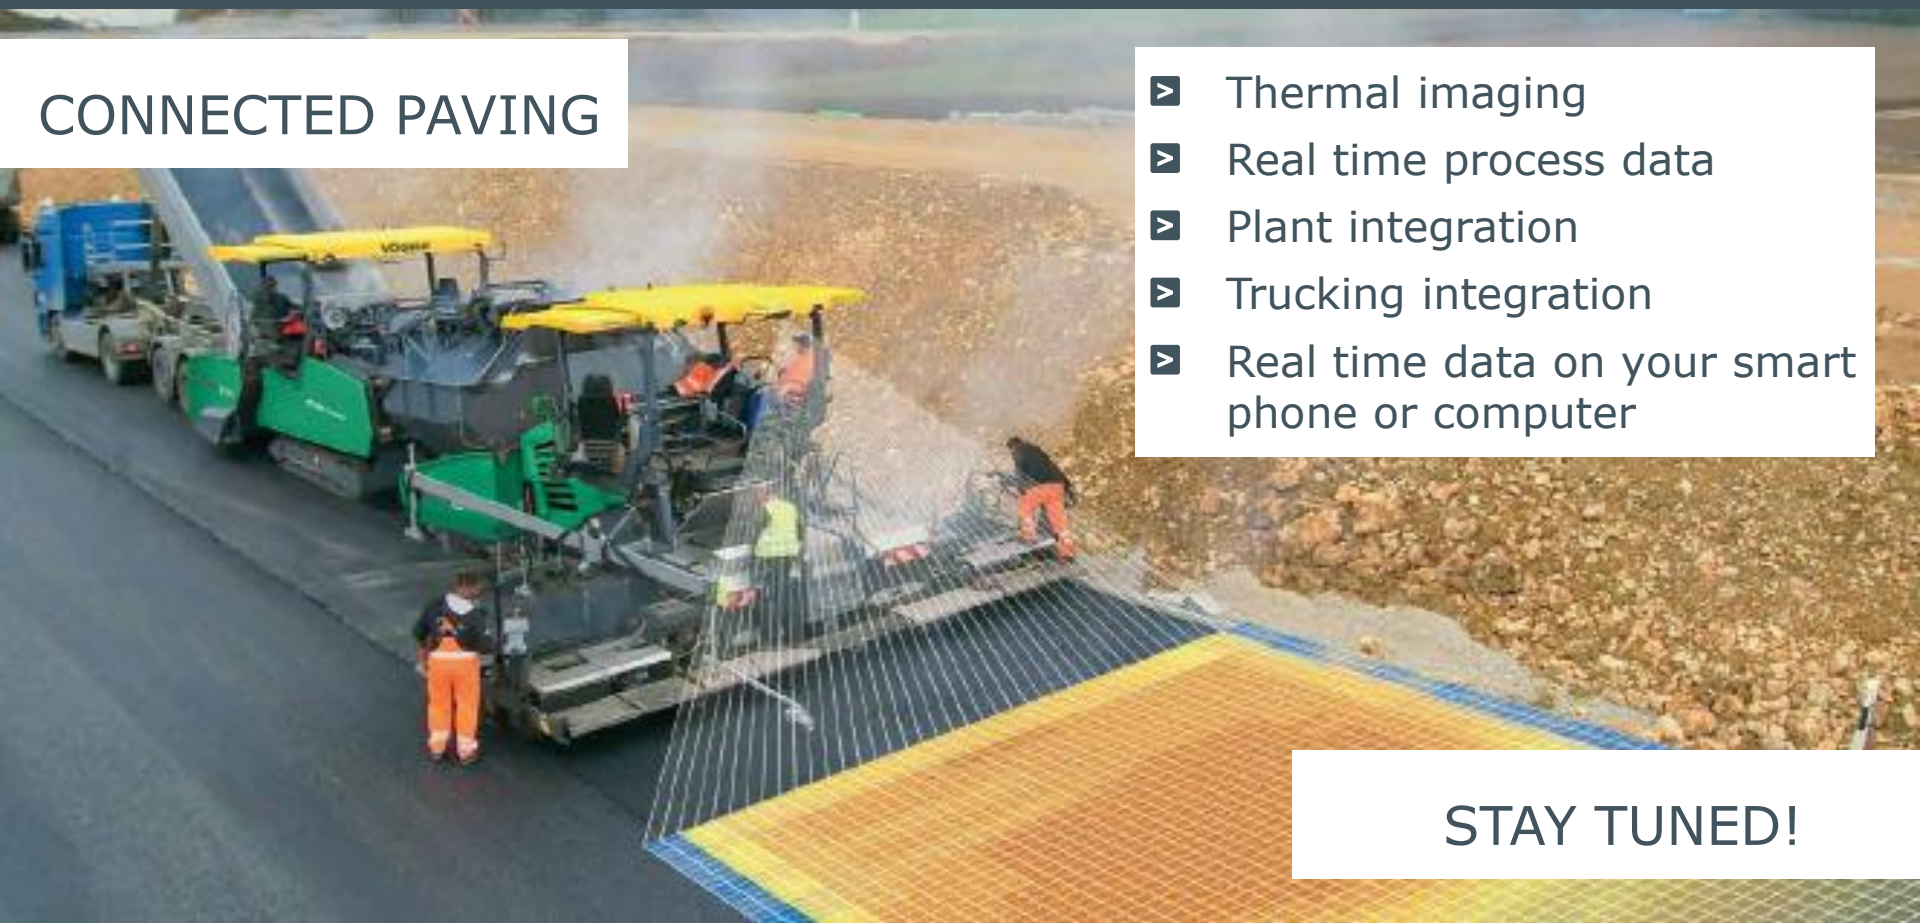 CONNECTED PAVING
Thermal imaging
Real time process data
Plant integration
Trucking integration
Real time data on your smart
phone or computer
STAY TUNED!